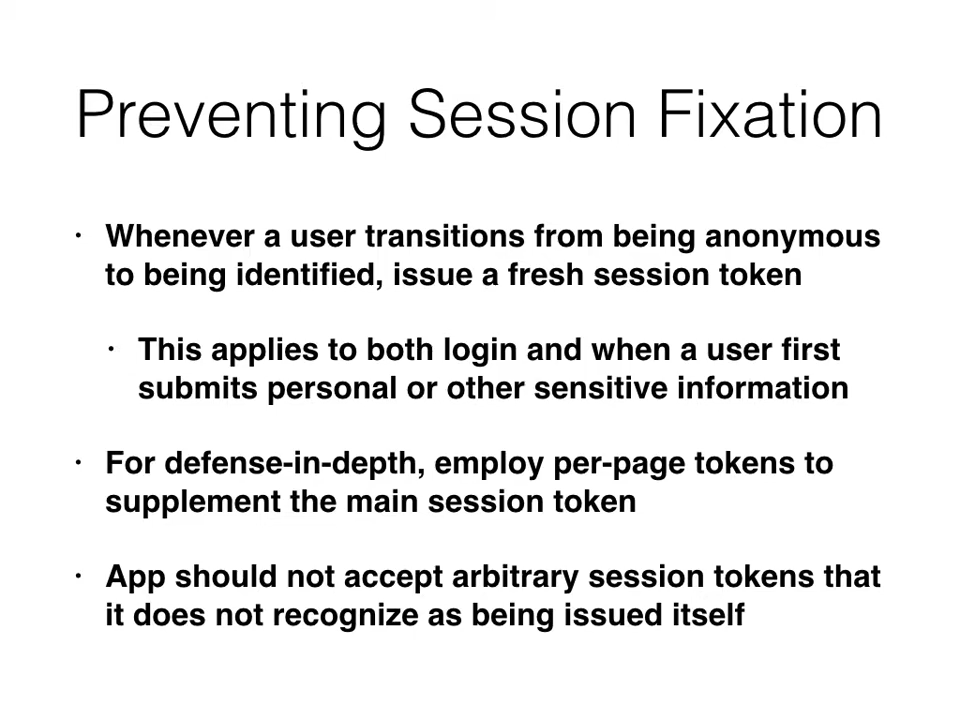 Preventing Session Fixation
• Whenever a user transitions from being anonymous
to being identified, issue a fresh session token
• This applies to both login and when a user first
submits personal or other sensitive information
• For defense-in-depth, employ per-page tokens to
supplement the main session token
• App should not accept arbitrary session tokens that
it does not recognize as being issued itself